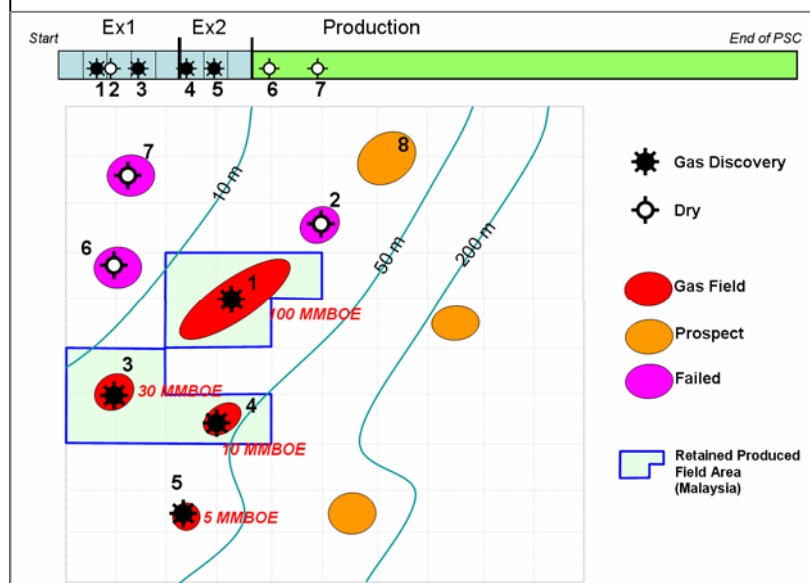 Ex1 Ex2 Production
Start End of PSC
1 2 3 4 5 6 7
7
8
10 m
2
6
50 m
200 m
1
100 MMBOE
3
30 MMBOE
4
10 MMBOE
5
5 MMBOE
Gas Discovery
Dry
Gas Field
Prospect
Failed
Retained Produced
Field Area
(Malaysia)